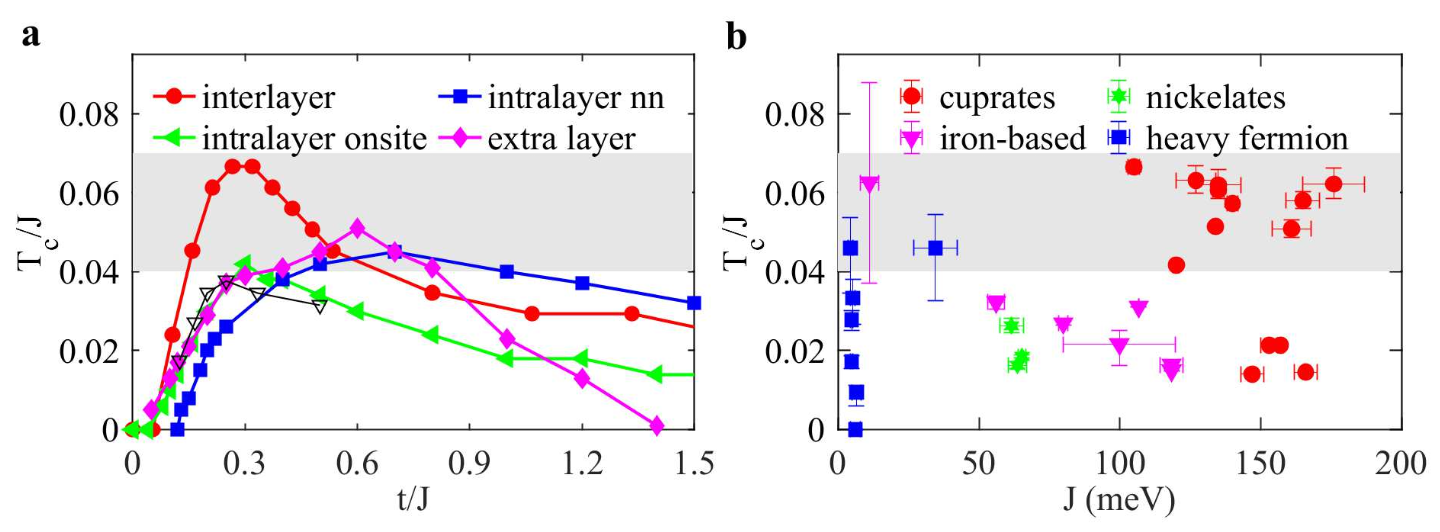 a
interlayer
intralayer nn
intralayer onsite
extra layer
0.08
0.06
0.04
0.02
0
T_c/J
0 0.3 0.6 0.9 1.2 1.5
t/J
b
cuprates
nickelates
iron-based
heavy fermion
0.08
0.06
0.04
0.02
0
T_c/J
0 50 100 150 200
J (meV)